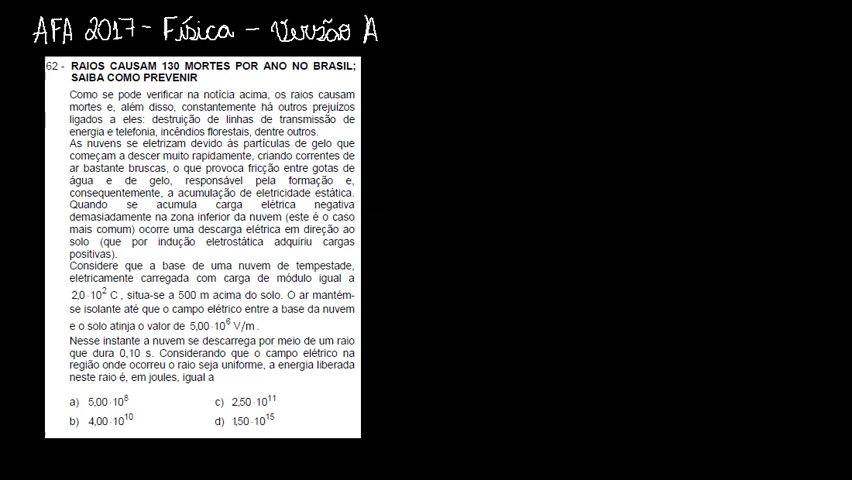 AFA 2017 - Física - Versão A
62 - RAIOS CAUSAM 130 MORTES POR ANO NO BRASIL;
SAIBA COMO PREVENIR
Como se pode verificar na notícia acima, os raios causam
mortes e, além disso, constantemente há outros prejuízos
ligados a eles: destruição de linhas de transmissão de
energia e telefonia, incêndios florestais, dentre outros.
As nuvens se eletrizam devido às partículas de gelo que
começam a descer muito rapidamente, criando correntes de
ar bastante bruscas, o que provoca fricção entre gotas de
água e de gelo, responsável pela formação e,
consequentemente, a acumulação de eletricidade estática.
Quando se acumula carga elétrica negativa
demasiadamente na zona inferior da nuvem (este é o caso
mais comum) ocorre uma descarga elétrica em direção ao
solo (que por indução eletrostática adquiriu cargas
positivas).
Considere que a base de uma nuvem de tempestade,
eletricamente carregada com carga de módulo igual a
2,0·10² C, situa-se a 500 m acima do solo. O ar mantém-
se isolante até que o campo elétrico entre a base da nuvem
e o solo atinja o valor de 5,00·10⁶ V/m.
Nesse instante a nuvem se descarrega por meio de um raio
que dura 0,10 s. Considerando que o campo elétrico na
região onde ocorreu o raio seja uniforme, a energia liberada
neste raio é, em joules, igual a
a) 5,00·10⁶ c) 2,50·10¹¹
b) 4,00·10¹⁰ d) 1,50·10¹⁵